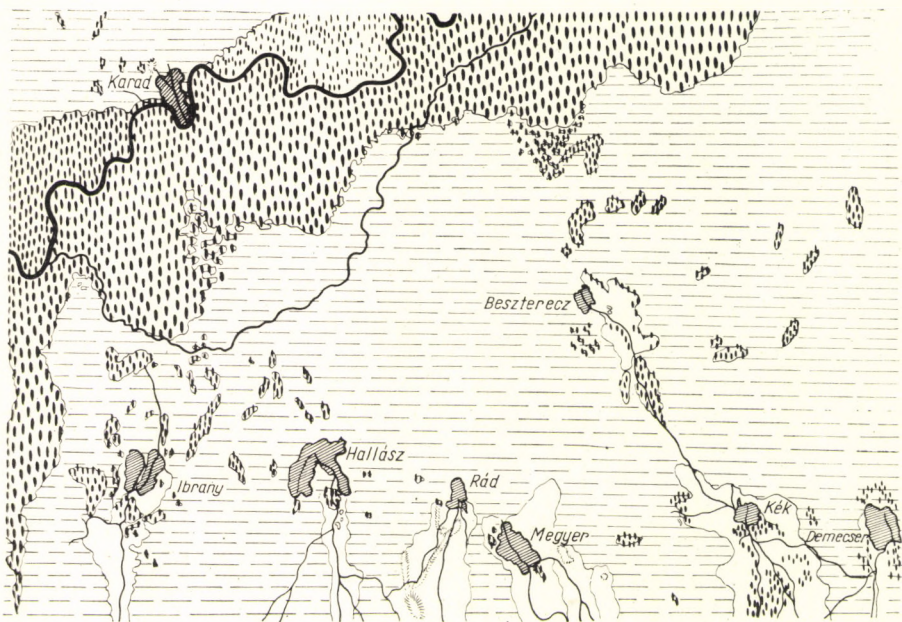 Karad
Beszterecz
Hallász
Ibrany
Rád
Megyer
Kék
Demecser